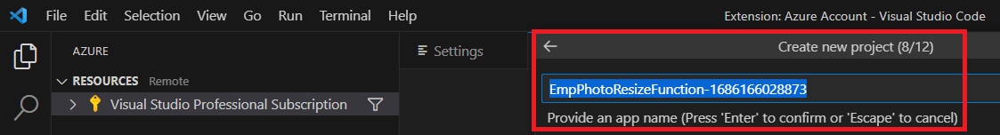 File Edit Selection View Go Run Terminal Help Extension: Azure Account - Visual Studio Code
AZURE
RESOURCES Remote
Visual Studio Professional Subscription
Settings
Create new project (8/12)
EmpPhotoResizeFunction-1686166028873
Provide an app name (Press 'Enter' to confirm or 'Escape' to cancel)